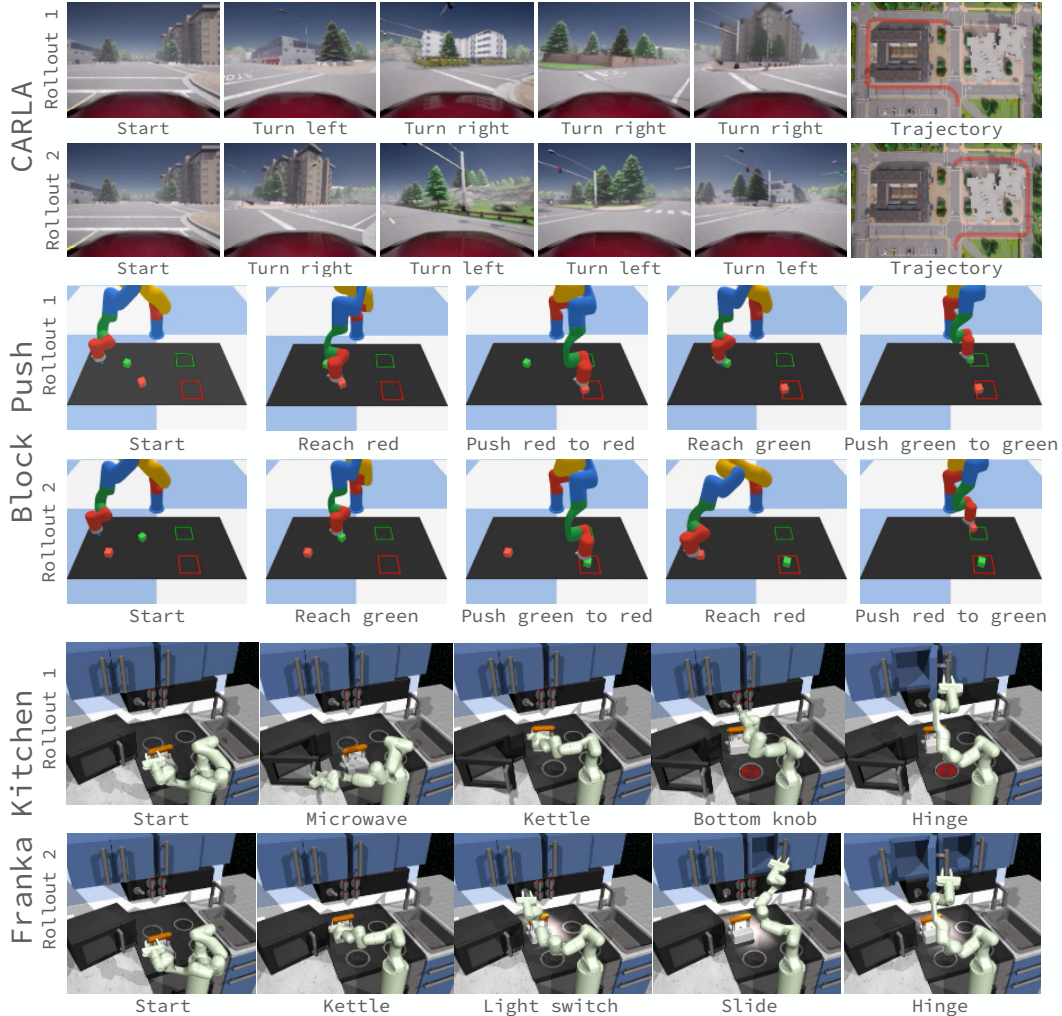 CARLA
Rollout 1
Start
Turn left
Turn right
Turn right
Turn right
Trajectory
Rollout 2
Start
Turn right
Turn left
Turn left
Turn left
Trajectory
Block Push
Rollout 1
Start
Reach red
Push red to red
Reach green
Push green to green
Rollout 2
Start
Reach green
Push green to red
Reach red
Push red to green
Franka Kitchen
Rollout 1
Start
Microwave
Kettle
Bottom knob
Hinge
Rollout 2
Start
Kettle
Light switch
Slide
Hinge